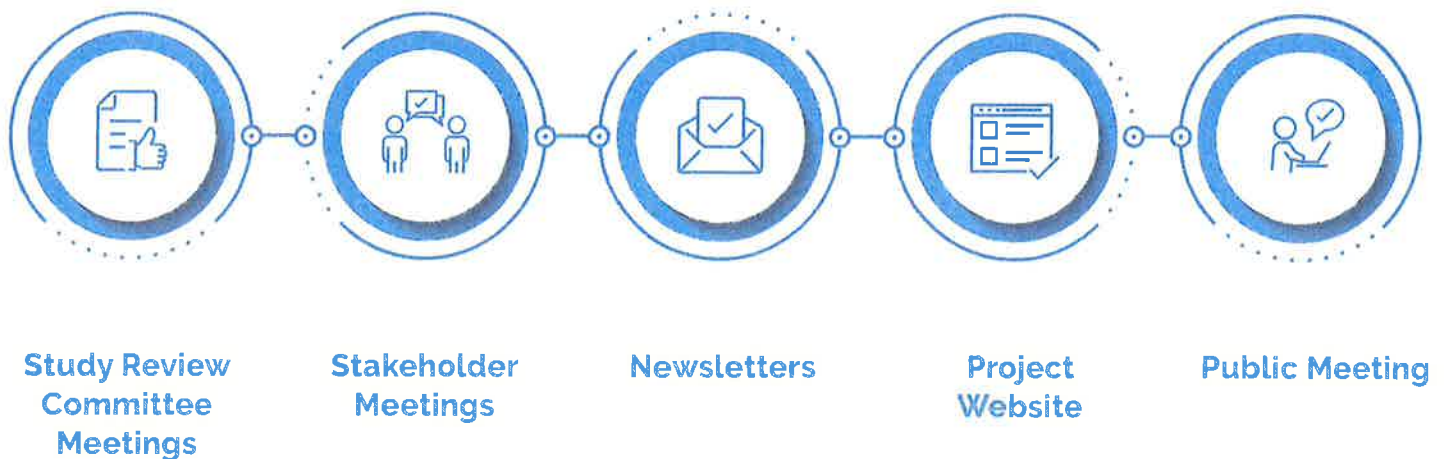 Study Review
Committee
Meetings
Stakeholder
Meetings
Newsletters
Project
Website
Public Meeting